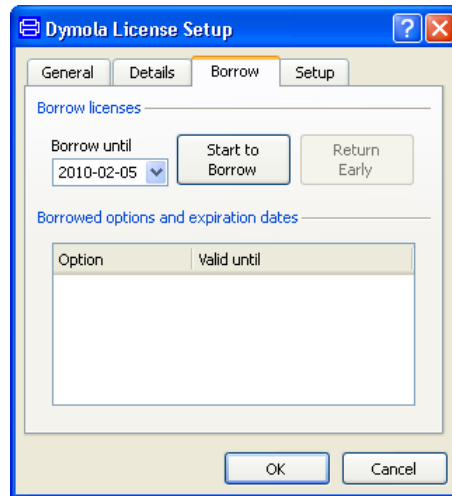 Dymola License Setup
General Details Borrow Setup
Borrow licenses
Borrow until
2010-02-05
Start to
Borrow
Return
Early
Borrowed options and expiration dates
Option Valid until
OK Cancel